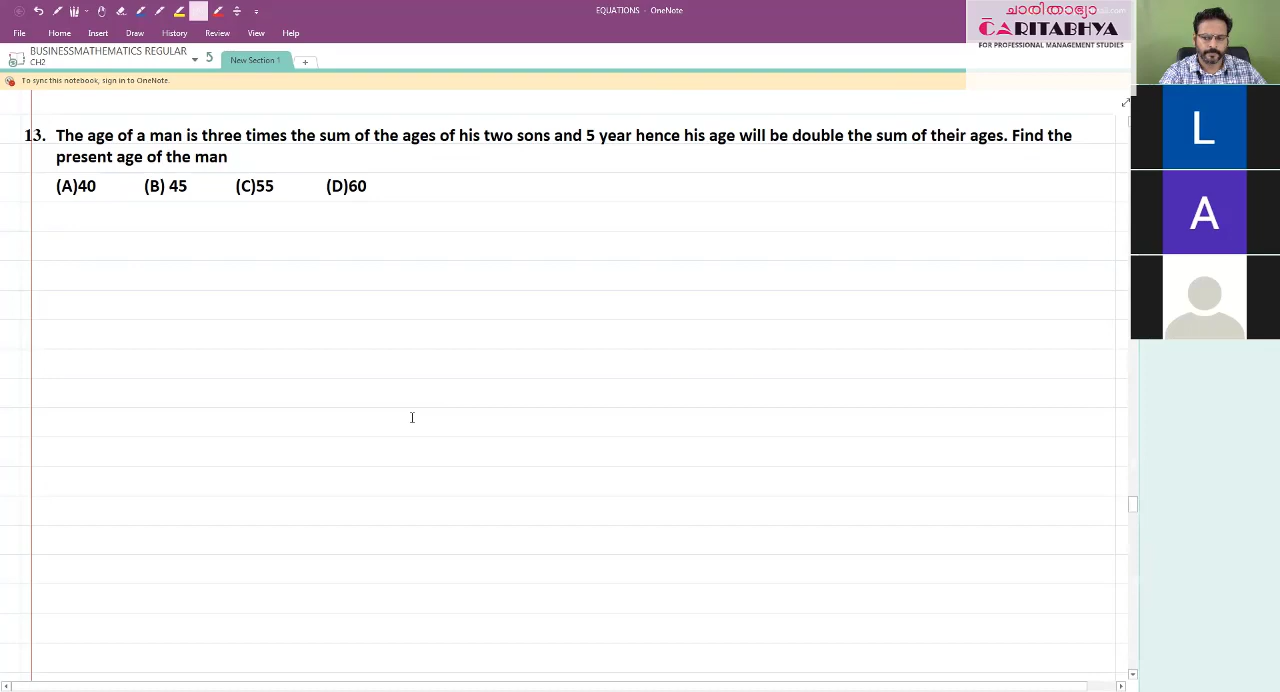 EQUATIONS - OneNote
ചാരിതാഭ്യാ
CARITABHYA
FOR PROFESSIONAL MANAGEMENT STUDIES
File Home Insert Draw History Review View Help
BUSINESSMATHEMATICS REGULAR
CH2
New Section 1
To sync this notebook, sign in to OneNote.
13. The age of a man is three times the sum of the ages of his two sons and 5 year hence his age will be double the sum of their ages. Find the
present age of the man
(A)40 (B) 45 (C)55 (D)60
L
A